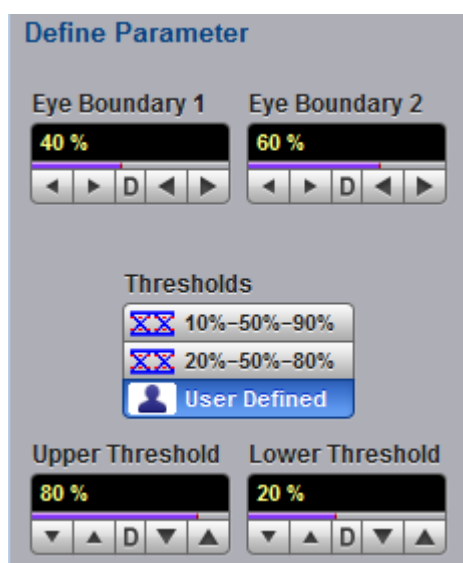 Define Parameter
Eye Boundary 1 Eye Boundary 2
40 % 60 %
D D
Thresholds
10%–50%–90%
20%–50%–80%
User Defined
Upper Threshold Lower Threshold
80 % 20 %
D D